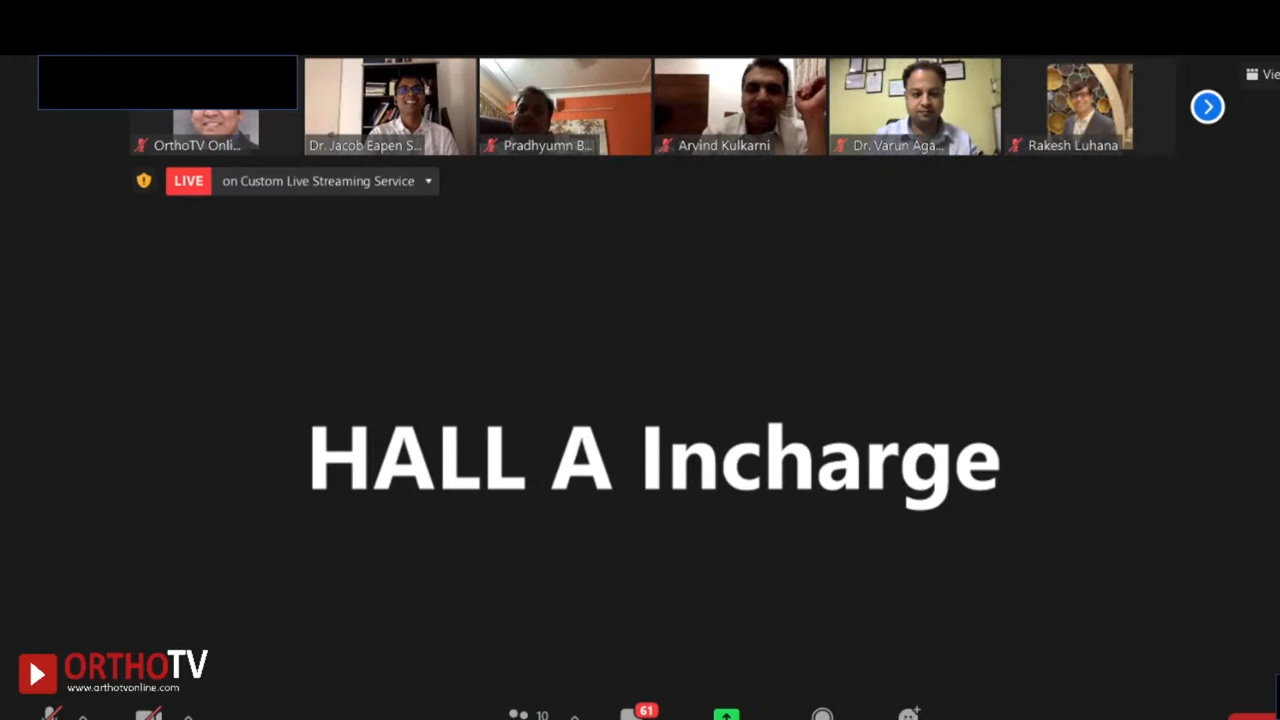 Vie
OrthoTV Onli...
Dr. Jacob Eapen S...
Pradhyumn B...
Arvind Kulkarni
Dr. Varun Aga...
Rakesh Luhana
LIVE on Custom Live Streaming Service
HALL A Incharge
ORTHOTV
www.orthotvonline.com
10
61